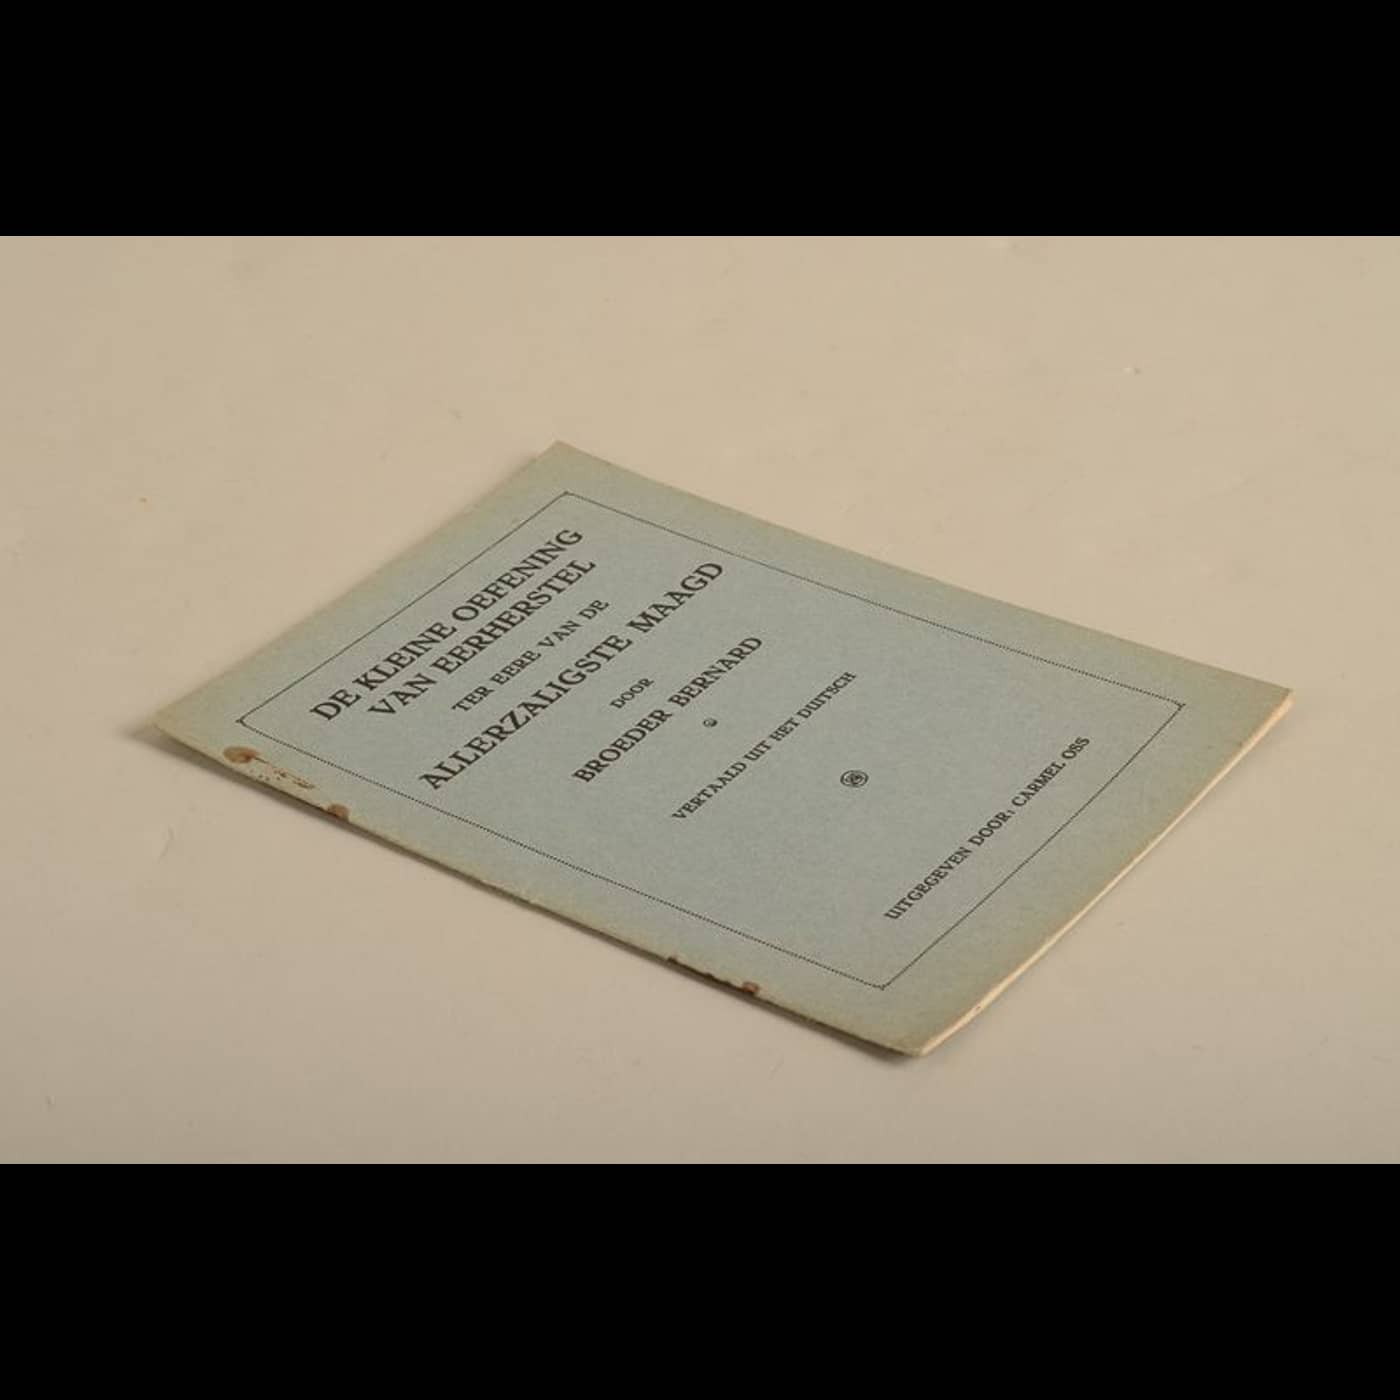 DE KLEINE OEFENING
VAN EERHERSTEL
TER EERE VAN DE
ALLERZALIGSTE MAAGD
DOOR
BROEDER BERNARD
VERTAALD UIT HET DUITSCH
UITGEGEVEN DOOR: CARMEL OSS